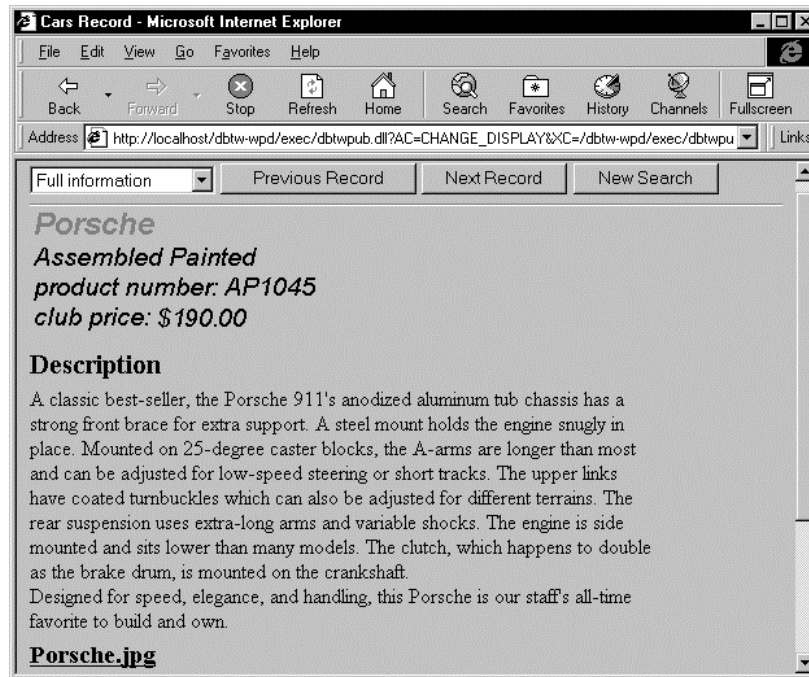 Cars Record - Microsoft Internet Explorer
File Edit View Go Favorites Help
Back Forward Stop Refresh Home Search Favorites History Channels Fullscreen
Address http://localhost/dbtw-wpd/exec/dbtwpub.dll?AC=CHANGE_DISPLAY&XC=/dbtw-wpd/exec/dbtwpu Links
Full information Previous Record Next Record New Search
Porsche
Assembled Painted
product number: AP1045
club price: $190.00
Description
A classic best-seller, the Porsche 911's anodized aluminum tub chassis has a
strong front brace for extra support. A steel mount holds the engine snugly in
place. Mounted on 25-degree caster blocks, the A-arms are longer than most
and can be adjusted for low-speed steering or short tracks. The upper links
have coated turnbuckles which can also be adjusted for different terrains. The
rear suspension uses extra-long arms and variable shocks. The engine is side
mounted and sits lower than many models. The clutch, which happens to double
as the brake drum, is mounted on the crankshaft.
Designed for speed, elegance, and handling, this Porsche is our staff's all-time
favorite to build and own.
Porsche.jpg